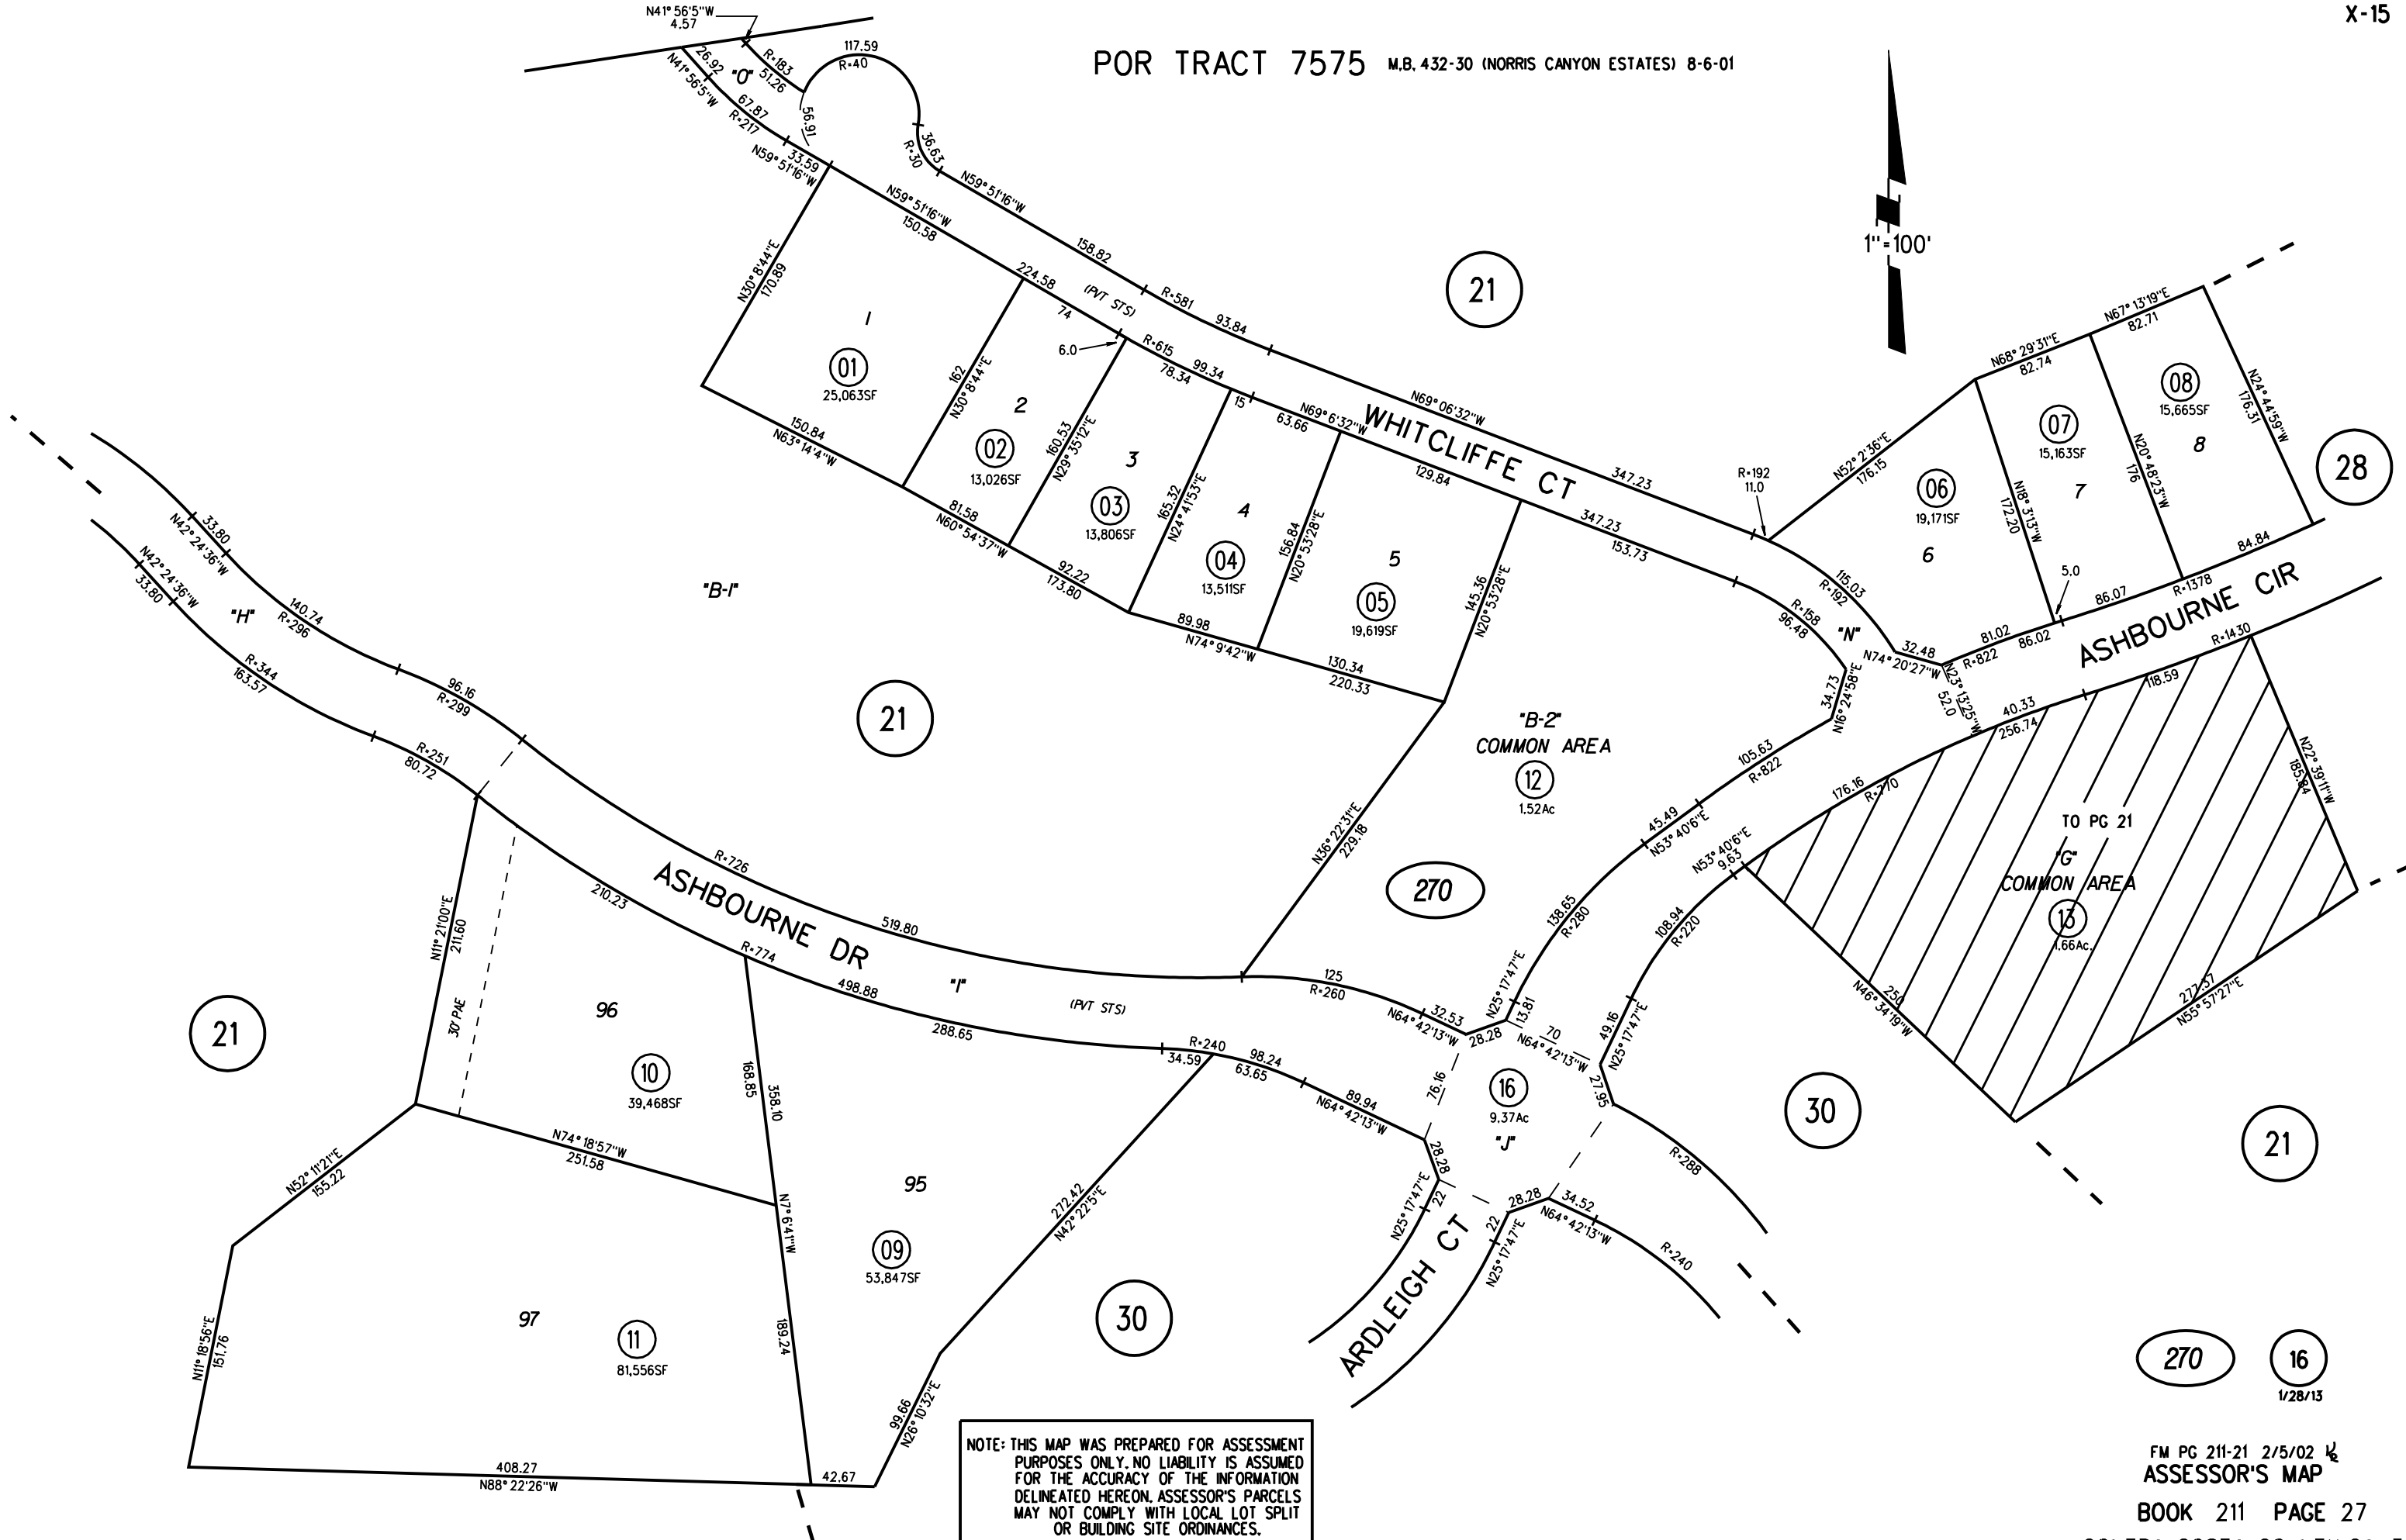 X-15
POR TRACT 7575 M.B. 432-30 (NORRIS CANYON ESTATES) 8-6-01
N41°56'5"W
4.57
26.92
N41°56'5"W
"O"
R=183
51.26
117.59
R=40
67.87
R=217
56.91
33.59
N59°51'16"W
36.63
R=30
N59°51'16"W
158.82
N59°51'16"W
150.58
224.58
74
(PVT STS)
R=581
93.84
21
1"=100'
N30°8'44"E
170.89
1
01
25,063SF
6.0
R=615
99.34
78.34
15
162
N30°8'44"E
2
02
13,026SF
160.53
N29°35'12"E
3
03
13,806SF
165.32
N24°41'53"E
4
04
13,511SF
156.84
N20°53'28"E
5
05
19,619SF
145.36
N20°53'28"E
N69°6'32"W
63.66
N69°06'32"W
WHITCLIFFE CT
129.84
347.23
347.23
153.73
150.84
N63°14'4"W
81.58
N60°54'37"W
92.22
173.80
89.98
N74°9'42"W
130.34
220.33
R=192
11.0
N52°2'36"E
176.15
N68°29'31"E
82.74
N67°13'19"E
82.71
06
19,171SF
6
N18°3'13"W
172.20
07
15,163SF
7
N20°48'23"W
176
08
15,665SF
8
N24°44'59"W
176.31
28
115.03
R=192
R=158
96.48
"N"
32.48
N74°20'27"W
5.0
81.02
R=822
86.02
86.07
R=1378
84.84
ASHBOURNE CIR
R=1430
118.59
N23°13'25"W
52.0
40.33
256.74
34.73
N16°24'58"E
N22°39'11"W
185.84
33.80
N42°24'36"W
N42°24'36"W
33.80
"H"
140.74
R=296
R=344
163.57
96.16
R=299
R=251
80.72
"B-1"
21
"B-2"
COMMON AREA
12
1.52Ac
105.63
R=822
45.49
N53°40'6"E
N53°40'6"E
9.63
176.16
R=770
TO PG 21
"G"
COMMON AREA
13
1.66Ac.
N36°22'31"E
229.18
270
138.65
R=280
108.94
R=220
R=726
519.80
ASHBOURNE DR
210.23
R=774
498.88
288.65
"I"
(PVT STS)
125
R=260
32.53
N64°42'13"W
28.28
N25°17'47"E
13.81
70
N64°42'13"W
49.16
N25°17'47"E
27.95
250
N46°34'19"W
277.37
N55°57'27"E
N11°21'00"E
211.60
30' PAE
96
10
39,468SF
168.85
358.10
21
34.59
R=240
98.24
63.65
89.94
N64°42'13"W
76.16
16
9.37Ac
"J"
30
21
28.28
N25°17'47"E
22
28.28
34.52
N64°42'13"W
22
N25°17'47"E
R=288
R=240
N52°11'21"E
155.22
N74°18'57"W
251.58
N7°6'41"W
189.24
95
09
53,847SF
272.42
N42°22'5"E
ARDLEIGH CT
30
97
11
81,556SF
N11°18'56"E
151.76
408.27
N88°22'26"W
42.67
99.66
N26°10'32"E
NOTE: THIS MAP WAS PREPARED FOR ASSESSMENT
PURPOSES ONLY. NO LIABILITY IS ASSUMED
FOR THE ACCURACY OF THE INFORMATION
DELINEATED HEREON. ASSESSOR'S PARCELS
MAY NOT COMPLY WITH LOCAL LOT SPLIT
OR BUILDING SITE ORDINANCES.
270
16
1/28/13
FM PG 211-21 2/5/02
ASSESSOR'S MAP
BOOK 211 PAGE 27